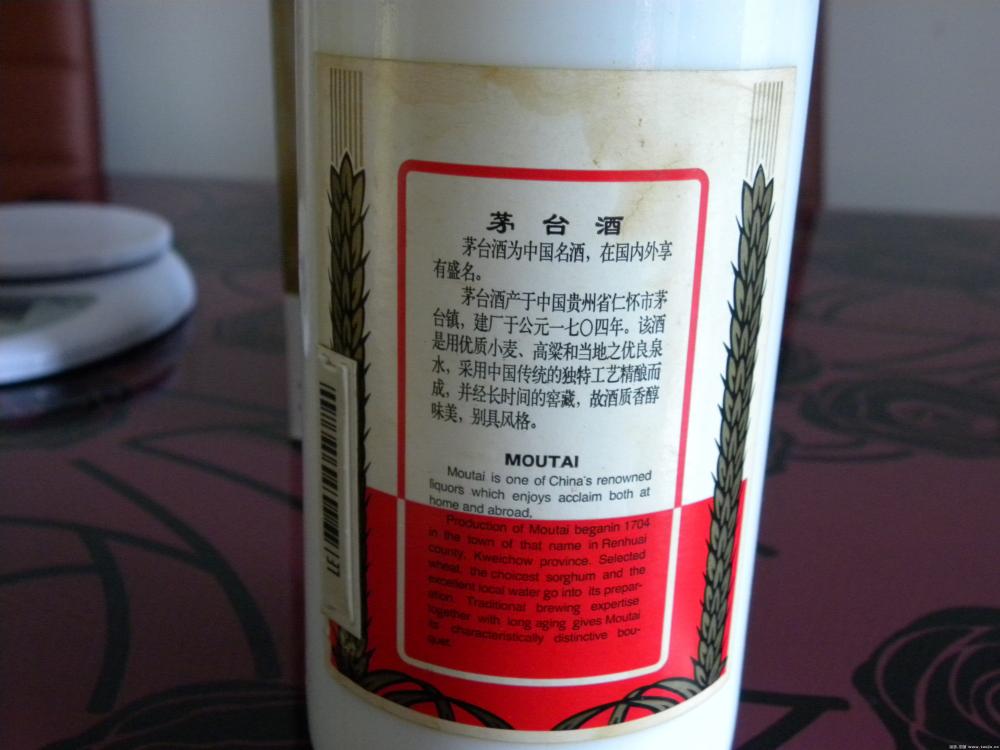 茅台酒
茅台酒为中国名酒，在国内外享
有盛名。
茅台酒产于中国贵州省仁怀市茅
台镇，建厂于公元一七〇四年。该酒
是用优质小麦、高粱和当地之优良泉
水，采用中国传统的独特工艺精酿而
成，并经长时间的窖藏，故酒质香醇
味美，别具风格。
MOUTAI
Moutai is one of China's renowned
liquors which enjoys acclaim both at
home and abroad.
Production of Moutai beganin 1704
in the town of that name in Renhuai
county, Kweichow province. Selected
wheat, the choicest sorghum and the
excellent local water go into its prepar-
ation. Traditional brewing expertise
together with long aging gives Moutai
its characteristically distinctive bou-
quet.